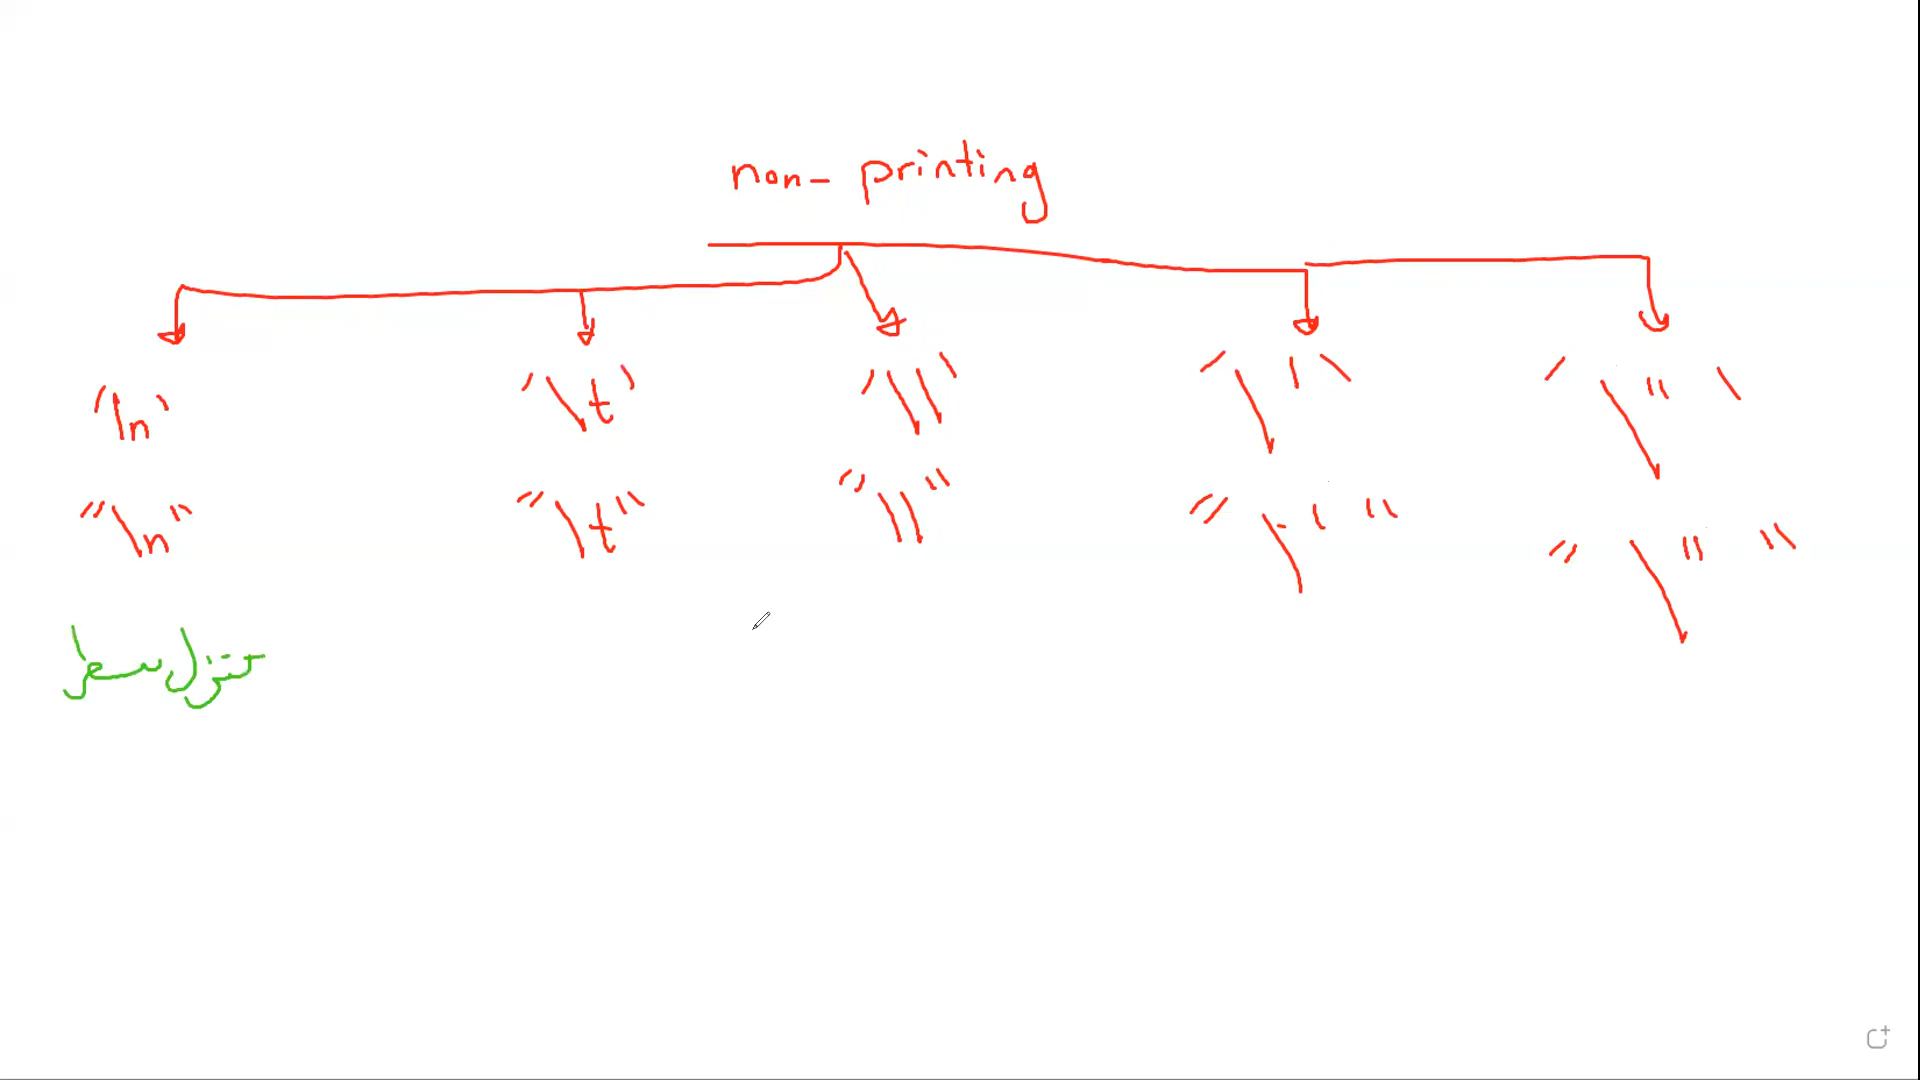 non- printing
'\n' '\t' '\\' '\'' '\"'
"\n" "\t" "\\" "\'" "\""
تنزل سطر